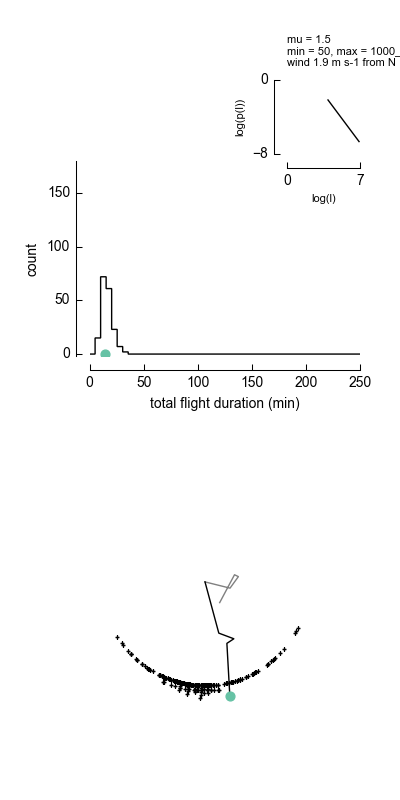 mu = 1.5
min = 50, max = 1000_
wind 1.9 m s-1 from N
0
log(p(l))
−8
0
7
log(l)
150
100
count
50
0
0
50
100
150
200
250
total flight duration (min)